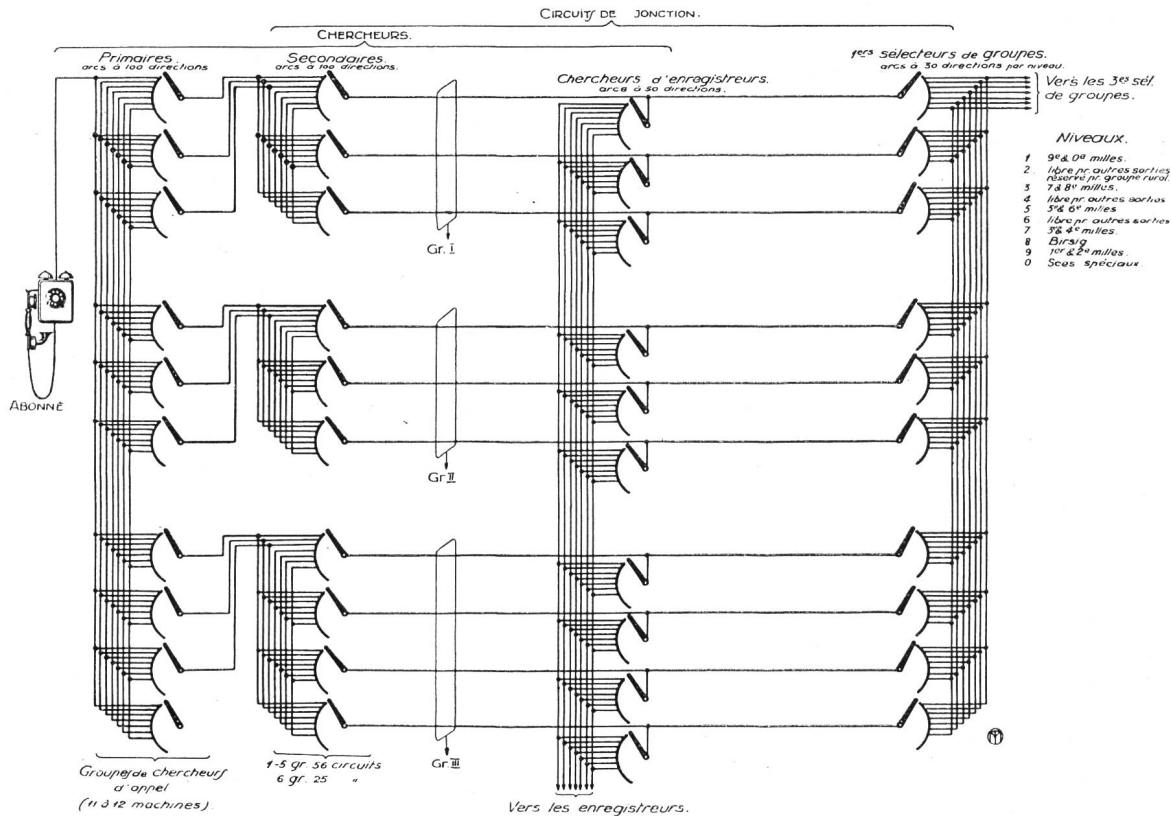 CIRCUITS DE JONCTION.
CHERCHEURS.
Primaires.
arcs à 100 directions
Secondaires.
arcs à 100 directions.
Chercheurs d'enregistreurs.
arcs à 50 directions.
1ers sélecteurs de groupes.
arcs à 30 directions par niveau.
Vers les 3es sél.
de groupes.
Niveaux.
1 9e & 0e milles.
2. libre pr. autres sorties
réservé pr. groupe rural.
3 7 & 8e milles.
4 libre pr. autres sorties
5 5e & 6e milles
6 libre pr. autres sorties
7 3e & 4e milles.
8 Birsig
9 1er & 2e milles.
0 Sces spéciaux.
ABONNÉ
Gr. I
Gr. II
Gr. III
Groupes de chercheurs
d'appel
(11 à 12 machines).
1-5 gr. 56 circuits
6 gr. 25 "
Vers les enregistreurs.